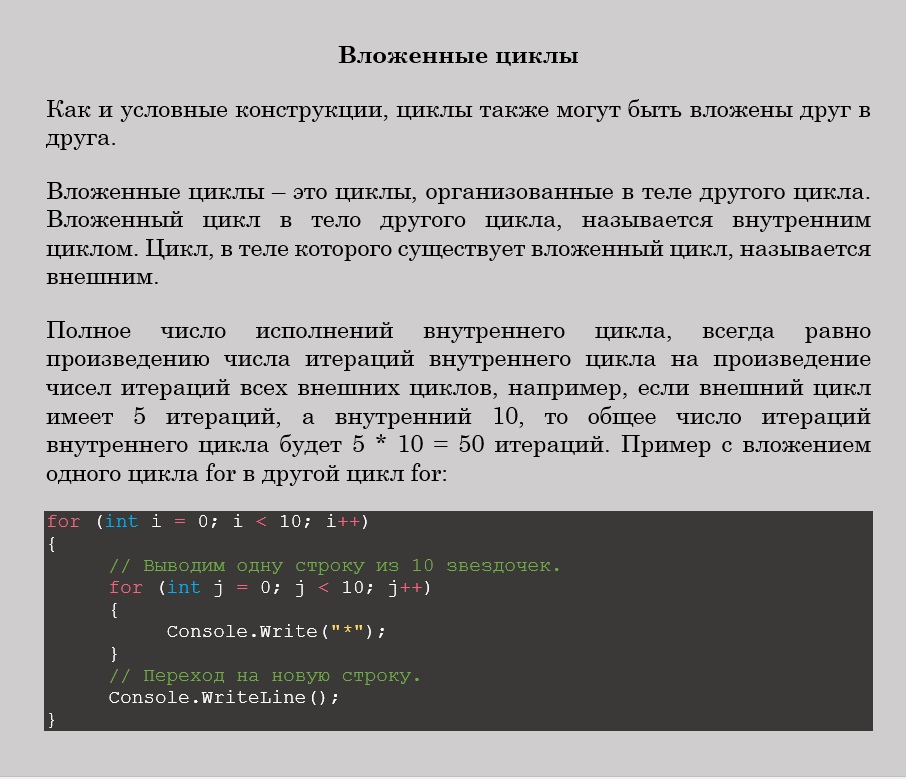 Вложенные циклы
Как и условные конструкции, циклы также могут быть вложены друг в
друга.
Вложенные циклы – это циклы, организованные в теле другого цикла.
Вложенный цикл в тело другого цикла, называется внутренним
циклом. Цикл, в теле которого существует вложенный цикл, называется
внешним.
Полное число исполнений внутреннего цикла, всегда равно
произведению числа итераций внутреннего цикла на произведение
чисел итераций всех внешних циклов, например, если внешний цикл
имеет 5 итераций, а внутренний 10, то общее число итераций
внутреннего цикла будет 5 * 10 = 50 итераций. Пример с вложением
одного цикла for в другой цикл for:
for (int i = 0; i < 10; i++)
{
// Выводим одну строку из 10 звездочек.
for (int j = 0; j < 10; j++)
{
Console.Write("*");
}
// Переход на новую строку.
Console.WriteLine();
}